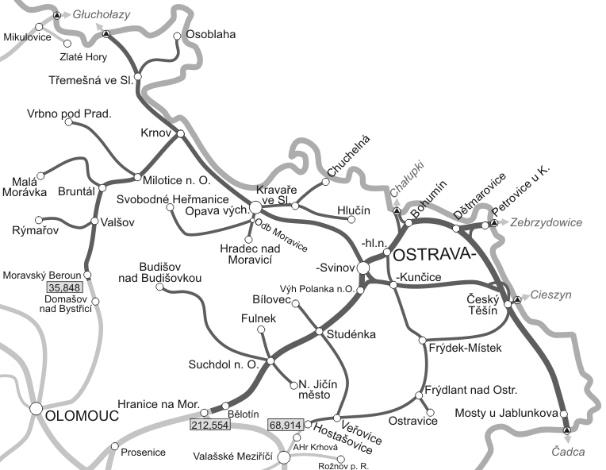 Głuchołazy
Mikulovice
Zlaté Hory
Osoblaha
Třemešná ve Sl.
Vrbno pod Prad.
Krnov
Chuchelná
Malá
Morávka
Milotice n. O.
Bruntál
Kravaře
ve Sl.
Svobodné Heřmanice
Opava vých.
Hlučín
Chałupki
Bohumín
Dětmarovice
Petrovice u K.
Zebrzydowice
Rýmařov
Valšov
Odb Moravice
Hradec nad
Moravicí
-hl.n.
OSTRAVA-
-Svinov
-Kunčice
Moravský Beroun
35,848
Domašov
nad Bystřicí
Budišov
nad Budišovkou
Výh Polanka n.O.
Bílovec
Český
Těšín
Cieszyn
Fulnek
Studénka
Suchdol n. O.
Frýdek-Místek
N. Jičín
město
Frýdlant nad Ostr.
Hranice na Mor.
Bělotín
212,554
68,914
Hostašovice
Veřovice
Ostravice
Mosty u Jablunkova
Čadca
OLOMOUC
Prosenice
Valašské Meziříčí
AHr Krhová
Rožnov p. R.